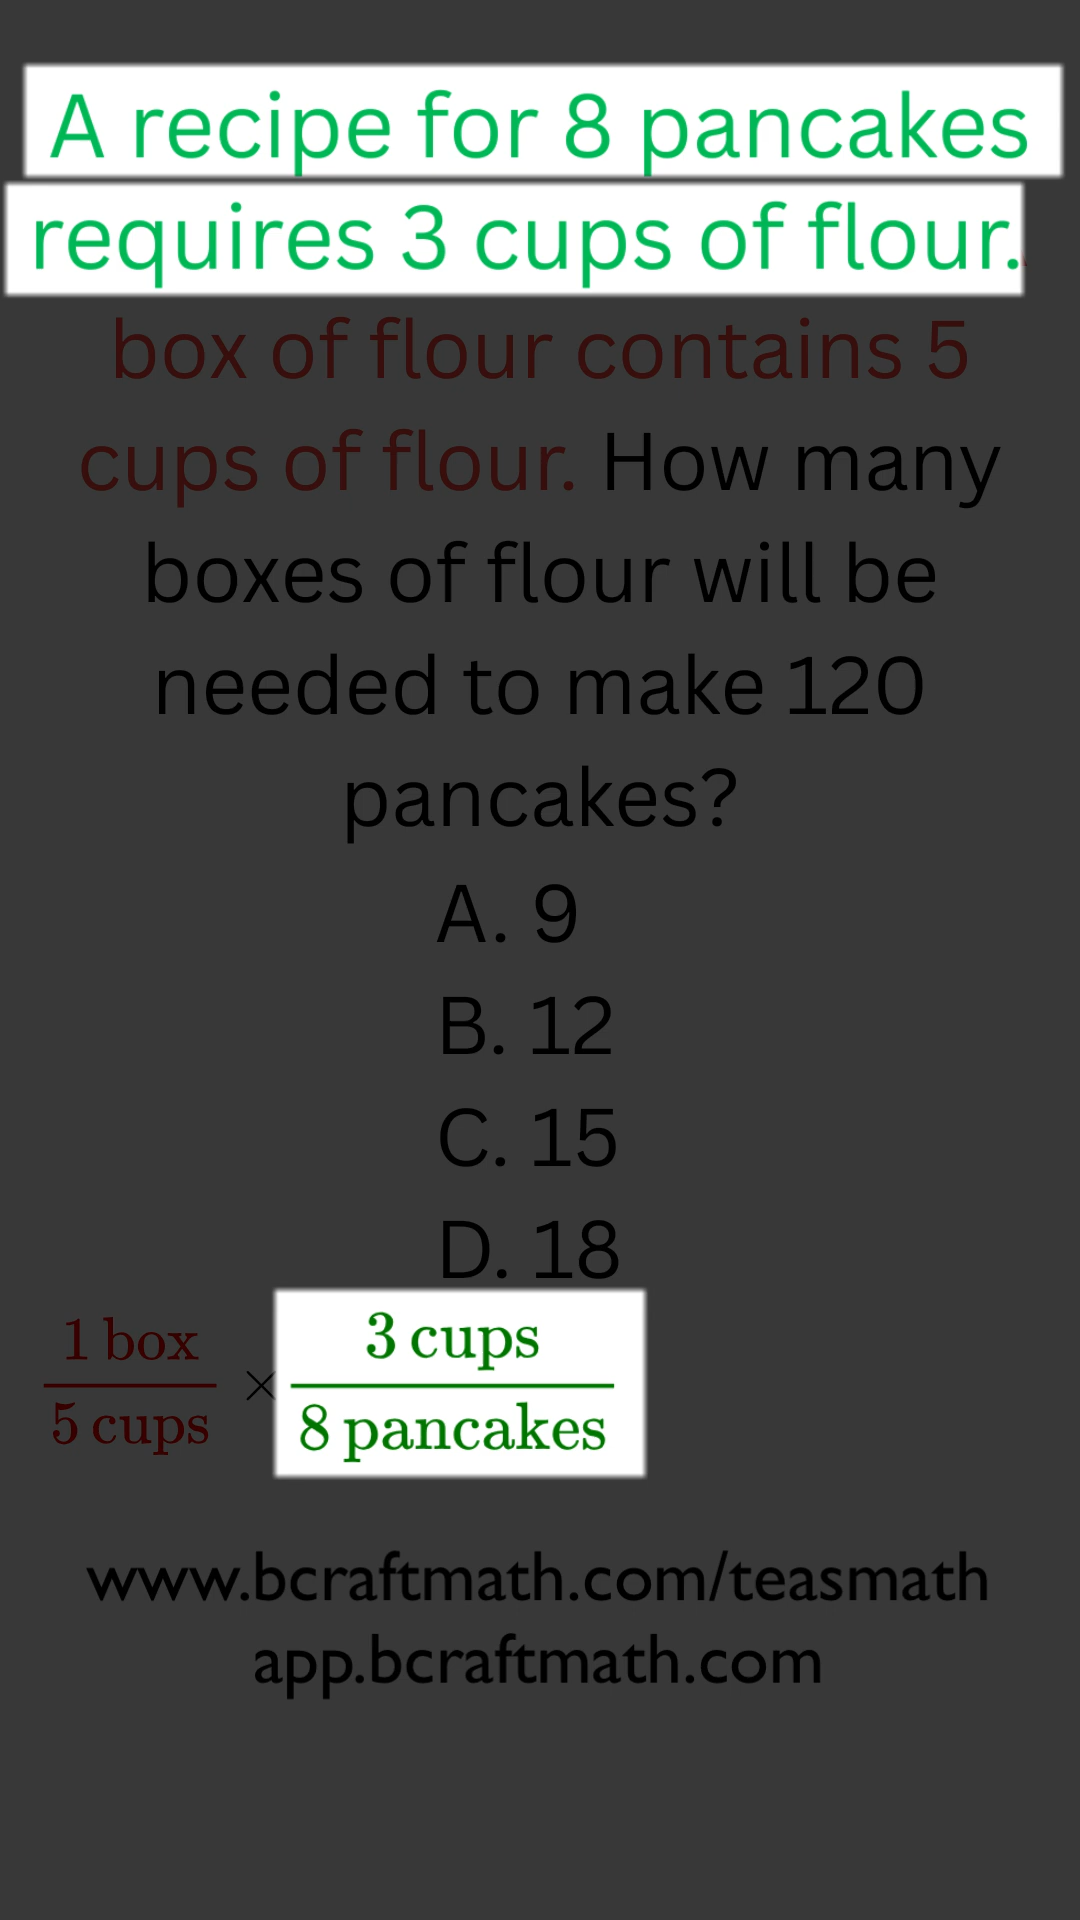 A recipe for 8 pancakes
requires 3 cups of flour.
box of flour contains 5
cups of flour. How many
boxes of flour will be
needed to make 120
pancakes?
A. 9
B. 12
C. 15
D. 18
1 box
5 cups
×
3 cups
8 pancakes
www.bcraftmath.com/teasmath
app.bcraftmath.com